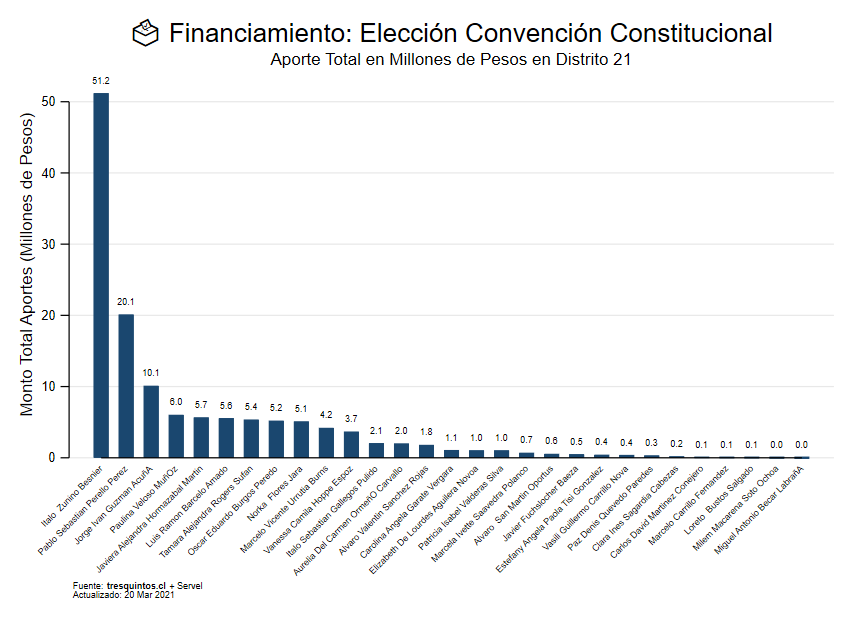 Financiamiento: Elección Convención Constitucional
Aporte Total en Millones de Pesos en Distrito 21
Monto Total Aportes (Millones de Pesos)
50
40
30
20
10
0
51.2
20.1
10.1
6.0
5.7
5.6
5.4
5.2
5.1
4.2
3.7
2.1
2.0
1.8
1.1
1.0
1.0
0.7
0.6
0.5
0.4
0.4
0.3
0.2
0.1
0.1
0.1
0.0
0.0
Italo Zunino Besnier
Pablo Sebastian Perello Perez
Jorge Ivan Guzman AcuñA
Paulina Veloso MuñOz
Javiera Alejandra Hormazabal Martin
Luis Ramon Barcelo Amado
Tamara Alejandra Rogers Sufan
Oscar Eduardo Burgos Peredo
Norka Flores Jara
Marcelo Vicente Urrutia Burns
Vanessa Camila Hoppe Espoz
Italo Sebastian Gallegos Pulido
Aurelia Del Carmen OrmeñO Carvallo
Alvaro Valentin Sanchez Rojas
Carolina Angela Garate Vergara
Elizabeth De Lourdes Aguilera Novoa
Patricia Isabel Valderas Silva
Marcela Ivette Saavedra Polanco
Alvaro San Martin Oportus
Javier Fuchslocher Baeza
Estefany Angela Paola Tisi Gonzalez
Vasili Guillermo Carrillo Nova
Paz Denis Quevedo Paredes
Clara Ines Sagardia Cabezas
Carlos David Martinez Conejero
Marcelo Carrillo Fernandez
Loreto Bustos Salgado
Milem Macarena Soto Ochoa
Miguel Antonio Becar LabrañA
Fuente: tresquintos.cl + Servel
Actualizado: 20 Mar 2021